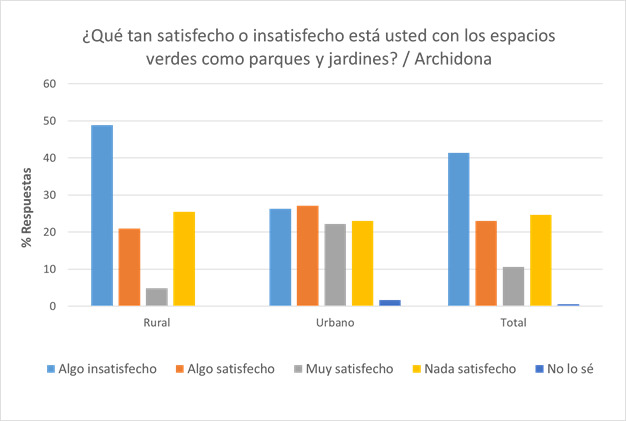 ¿Qué tan satisfecho o insatisfecho está usted con los espacios
verdes como parques y jardines? / Archidona
60
50
40
30
20
10
0
% Respuestas
Rural Urbano Total
Algo insatisfecho Algo satisfecho Muy satisfecho Nada satisfecho No lo sé